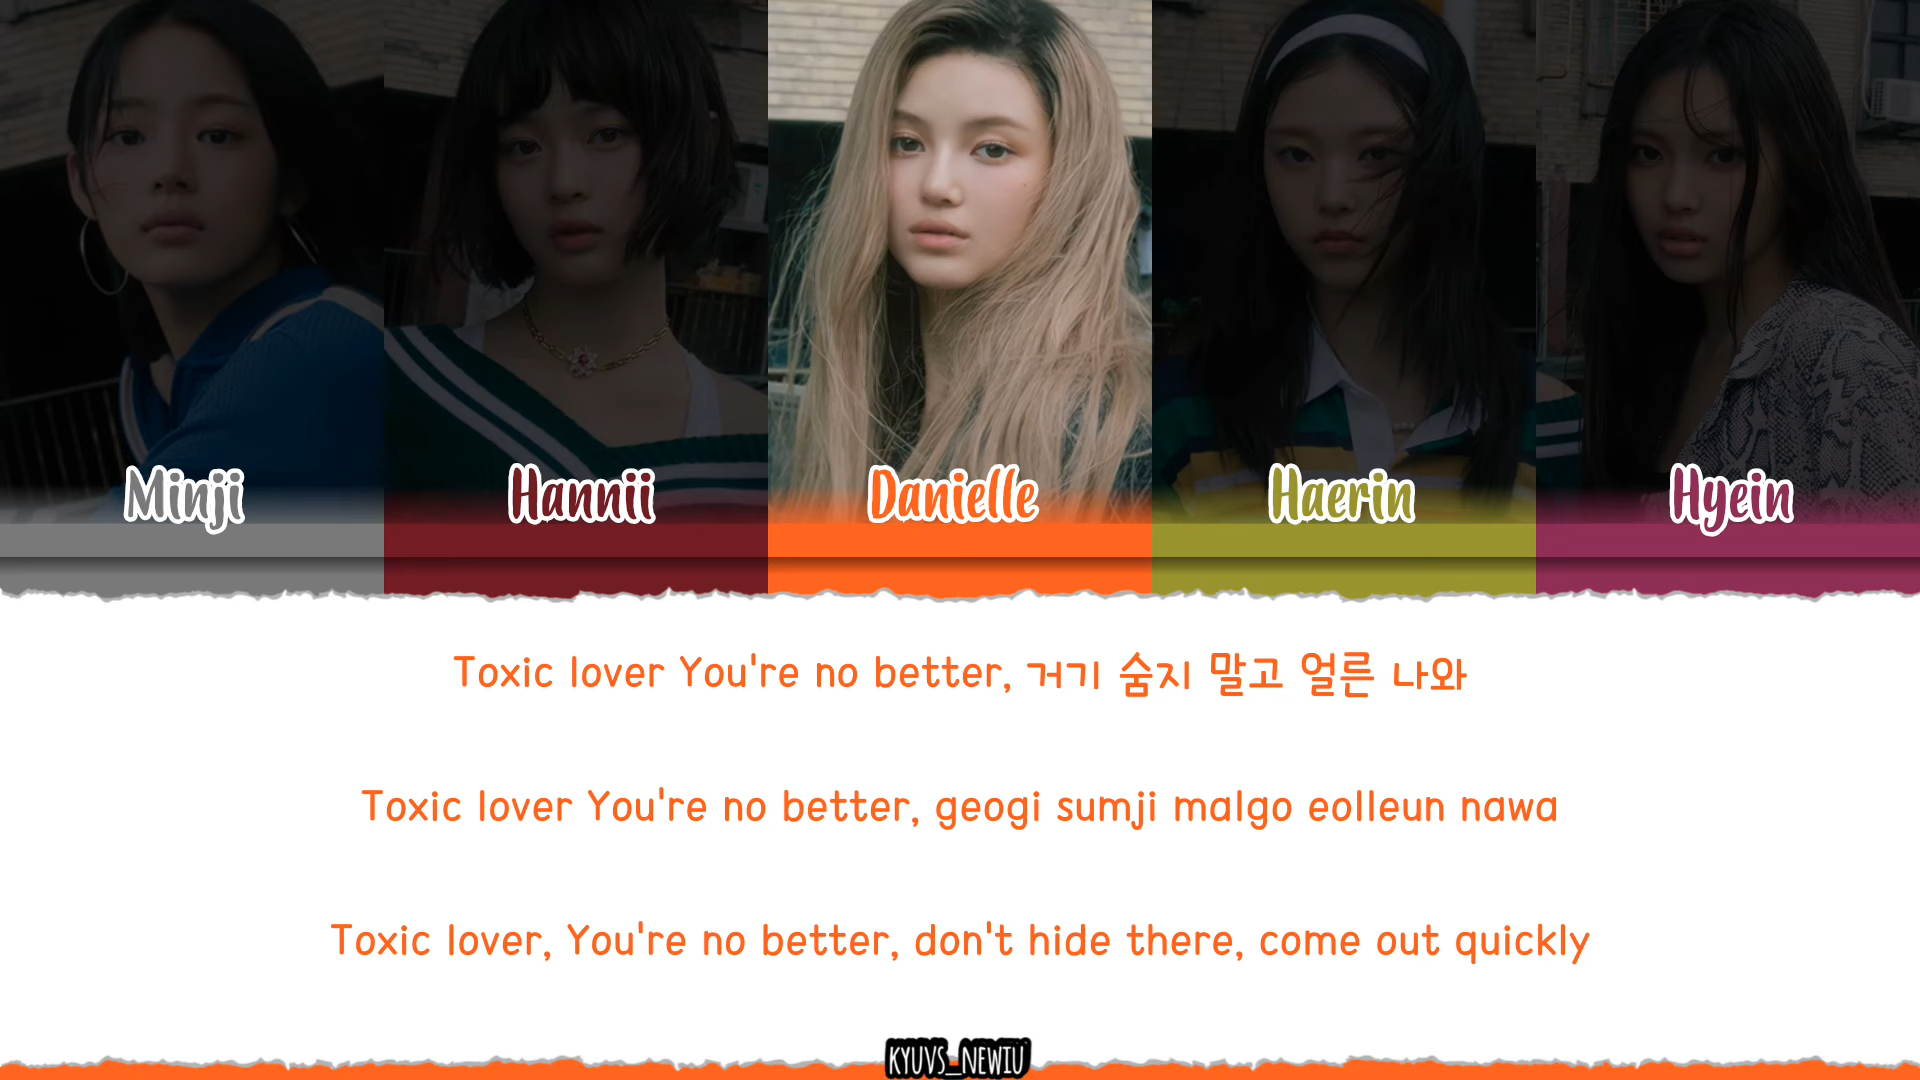 Minji
Hannii
Danielle
Haerin
Hyein
Toxic lover You're no better, 거기 숨지 말고 얼른 나와
Toxic lover You're no better, geogi sumji malgo eolleun nawa
Toxic lover, You're no better, don't hide there, come out quickly
KYUVS_NEWIU